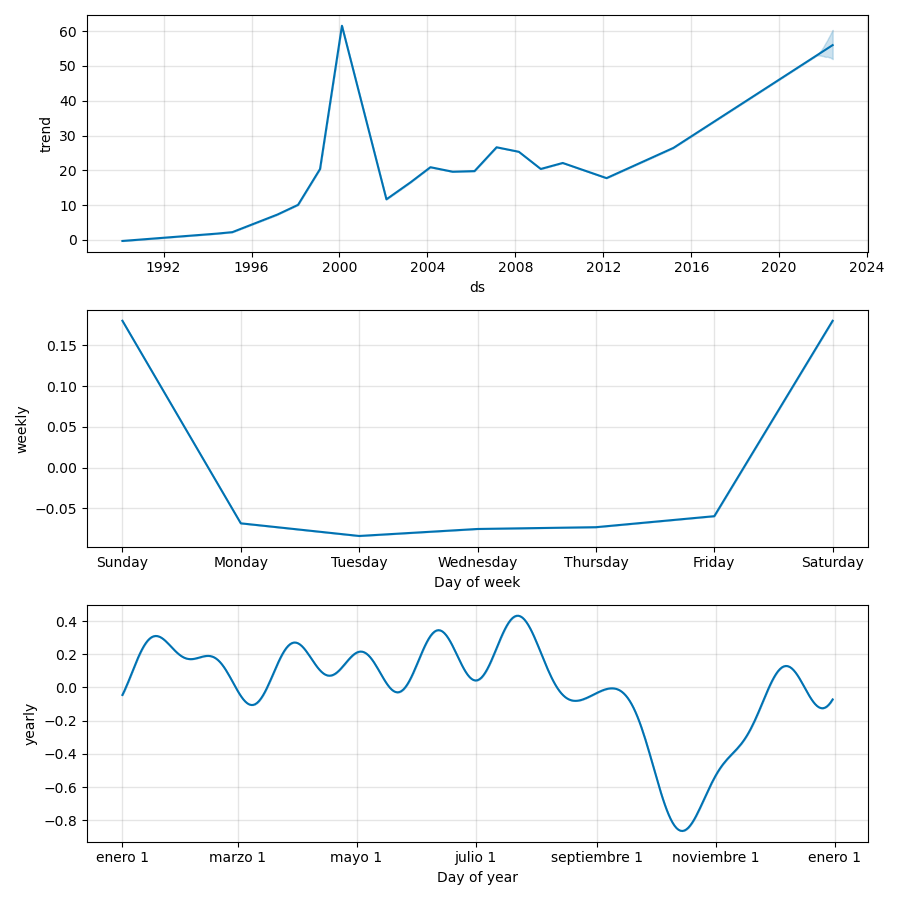 60
50
40
30
20
10
0
trend
1992 1996 2000 2004 2008 2012 2016 2020 2024
ds
0.15
0.10
0.05
0.00
−0.05
weekly
Sunday Monday Tuesday Wednesday Thursday Friday Saturday
Day of week
0.4
0.2
0.0
−0.2
−0.4
−0.6
−0.8
yearly
enero 1 marzo 1 mayo 1 julio 1 septiembre 1 noviembre 1 enero 1
Day of year